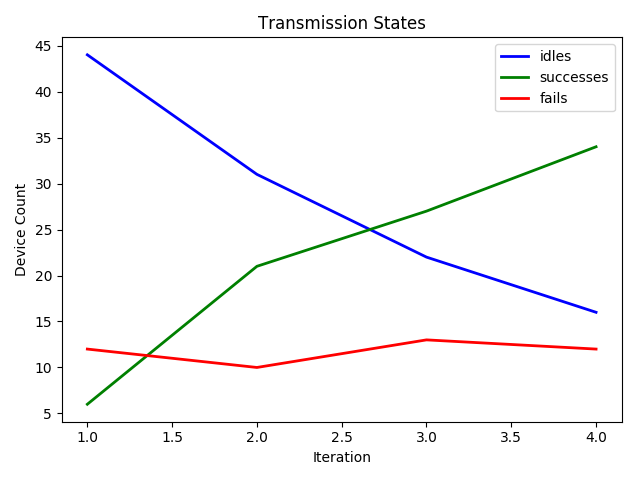 Transmission States
idles
successes
fails
Device Count
45
40
35
30
25
20
15
10
5
1.0 1.5 2.0 2.5 3.0 3.5 4.0
Iteration